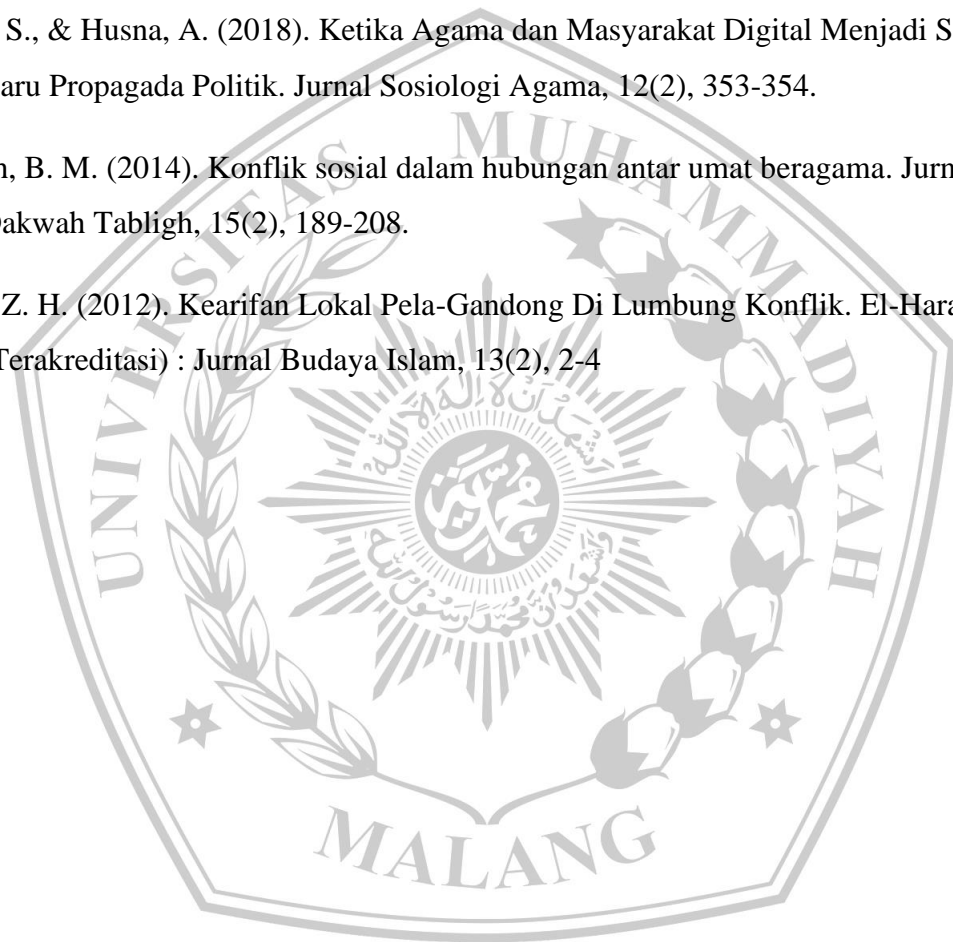 S., & Husna, A. (2018). Ketika Agama dan Masyarakat Digital Menjadi S
aru Propagada Politik. Jurnal Sosiologi Agama, 12(2), 353-354.
n, B. M. (2014). Konflik sosial dalam hubungan antar umat beragama. Jurn
Dakwah Tabligh, 15(2), 189-208.
Z. H. (2012). Kearifan Lokal Pela-Gandong Di Lumbung Konflik. El-Hara
Terakreditasi) : Jurnal Budaya Islam, 13(2), 2-4
UNIVERSITAS MUHAMMADIYAH
MALANG